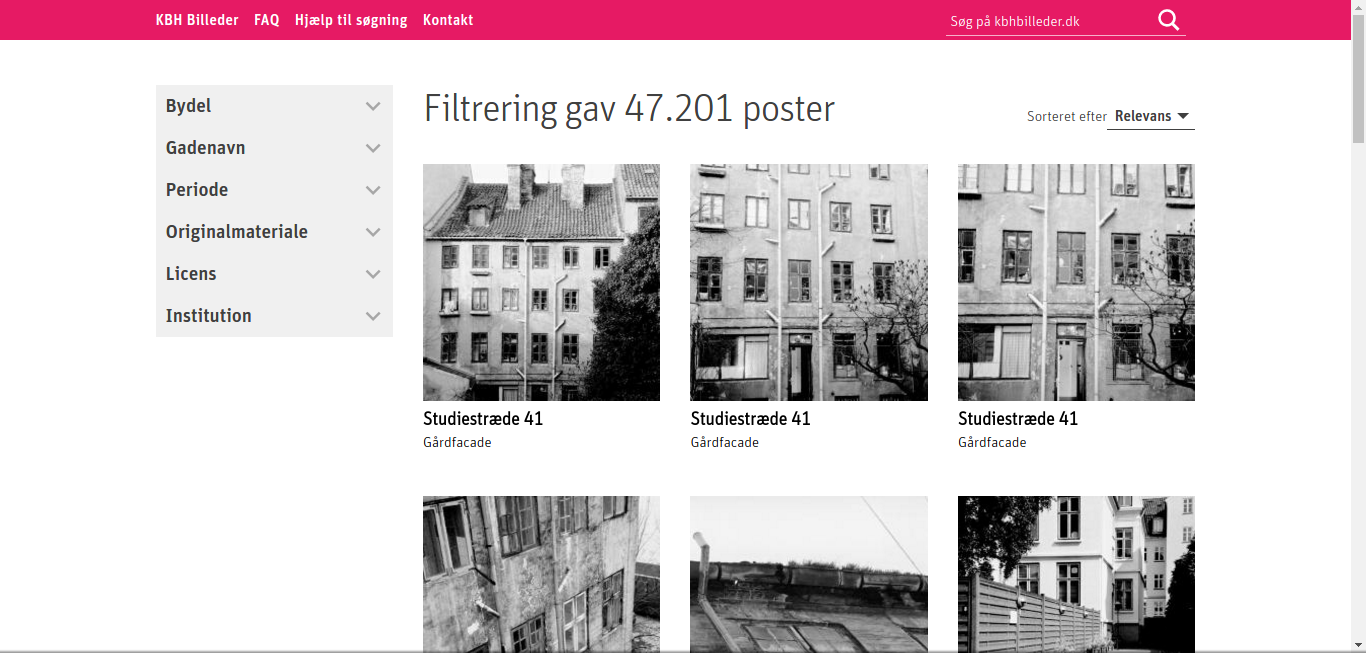 KBH Billeder FAQ Hjælp til søgning Kontakt
Søg på kbhbilleder.dk
Bydel
Gadenavn
Periode
Originalmateriale
Licens
Institution
Filtrering gav 47.201 poster
Sorteret efter Relevans
Studiestræde 41
Gårdfacade
Studiestræde 41
Gårdfacade
Studiestræde 41
Gårdfacade